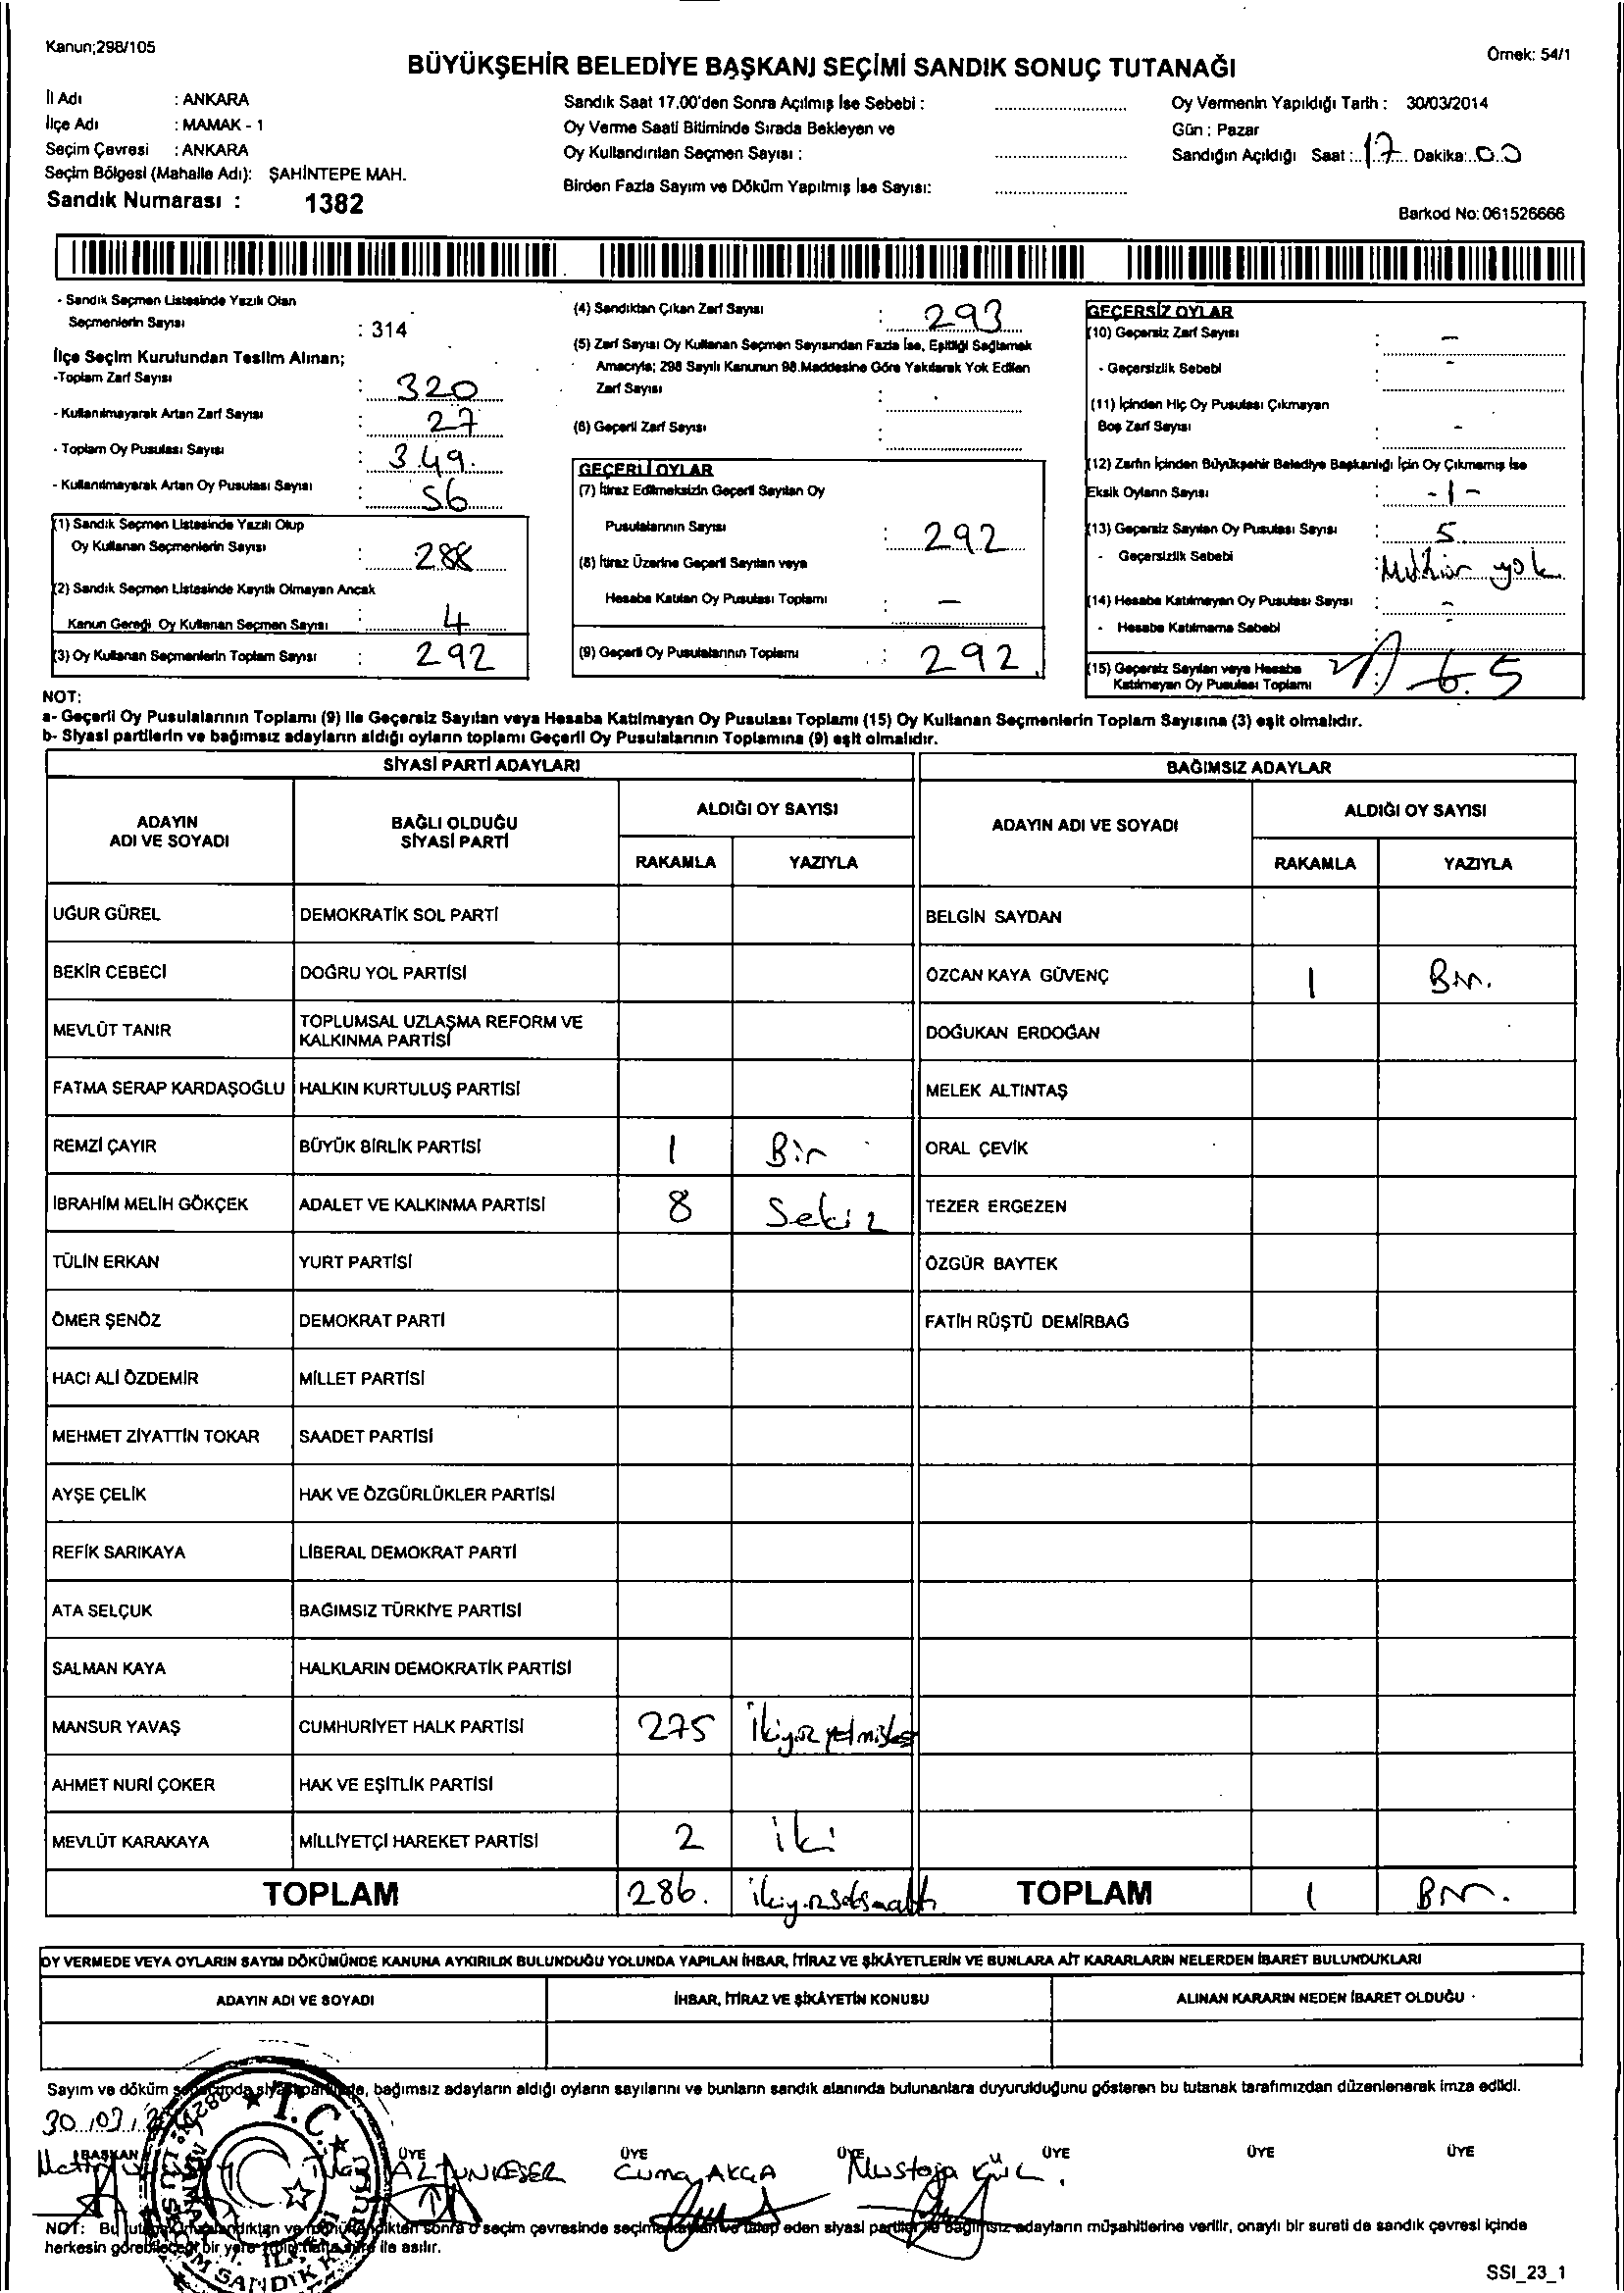 Kanun;298/105
Örnek: 54/1
BÜYÜKŞEHİR BELEDİYE BAŞKANI SEÇİMİ SANDIK SONUÇ TUTANAĞI
İl Adı : ANKARA
İlçe Adı : MAMAK - 1
Seçim Çevresi : ANKARA
Seçim Bölgesi (Mahalle Adı): ŞAHİNTEPE MAH.
Sandık Numarası : 1382
Sandık Saat 17.00'den Sonra Açılmış İse Sebebi :
Oy Verme Saati Bitiminde Sırada Bekleyen ve
Oy Kullandırılan Seçmen Sayısı :
Birden Fazla Sayım ve Döküm Yapılmış İse Sayısı:
Oy Vermenin Yapıldığı Tarih : 30/03/2014
Gün : Pazar
Sandığın Açıldığı Saat : 17 Dakika: 00
Barkod No: 061526666
- Sandık Seçmen Listesinde Yazılı Olan
Seçmenlerin Sayısı : 314
İlçe Seçim Kurulundan Teslim Alınan;
-Toplam Zarf Sayısı : 320
- Kullanılmayarak Artan Zarf Sayısı : 27
- Toplam Oy Pusulası Sayısı : 349.
- Kullanılmayarak Artan Oy Pusulası Sayısı : 56
(1) Sandık Seçmen Listesinde Yazılı Olup
Oy Kullanan Seçmenlerin Sayısı : 288
(2) Sandık Seçmen Listesinde Kayıtlı Olmayan Ancak
Kanun Gereği Oy Kullanan Seçmen Sayısı : 4
(3) Oy Kullanan Seçmenlerin Toplam Sayısı : 292
(4) Sandıktan Çıkan Zarf Sayısı : 293
(5) Zarf Sayısı Oy Kullanan Seçmen Sayısından Fazla İse, Eşitliği Sağlamak
Amacıyla; 298 Sayılı Kanunun 98.Maddesine Göre Yakılarak Yok Edilen
Zarf Sayısı :
(6) Geçerli Zarf Sayısı :
GEÇERLİ OYLAR
(7) İtiraz Edilmeksizin Geçerli Sayılan Oy
Pusulalarının Sayısı : 292
(8) İtiraz Üzerine Geçerli Sayılan veya
Hesaba Katılan Oy Pusulası Toplamı : -
(9) Geçerli Oy Pusulalarının Toplamı : 292
GEÇERSİZ OYLAR
(10) Geçersiz Zarf Sayısı : -
- Geçersizlik Sebebi : -
(11) İçinden Hiç Oy Pusulası Çıkmayan
Boş Zarf Sayısı : -
(12) Zarfın İçinden Büyükşehir Belediye Başkanlığı İçin Oy Çıkmamış İse
Eksik Oyların Sayısı : -1-
(13) Geçersiz Sayılan Oy Pusulası Sayısı : 5.
- Geçersizlik Sebebi : Mühür yok
(14) Hesaba Katılmayan Oy Pusulası Sayısı : -
- Hesaba Katılmama Sebebi :
(15) Geçersiz Sayılan veya Hesaba
Katılmayan Oy Pusulası Toplamı : 6. 5
NOT:
a- Geçerli Oy Pusulalarının Toplamı (9) ile Geçersiz Sayılan veya Hesaba Katılmayan Oy Pusulası Toplamı (15) Oy Kullanan Seçmenlerin Toplam Sayısına (3) eşit olmalıdır.
b- Siyasi partilerin ve bağımsız adayların aldığı oyların toplamı Geçerli Oy Pusulalarının Toplamına (9) eşit olmalıdır.
SİYASİ PARTİ ADAYLARI
BAĞIMSIZ ADAYLAR
ADAYIN ADI VE SOYADI
BAĞLI OLDUĞU SİYASİ PARTİ
ALDIĞI OY SAYISI
RAKAMLA YAZIYLA
ADAYIN ADI VE SOYADI
ALDIĞI OY SAYISI
RAKAMLA YAZIYLA
UĞUR GÜREL DEMOKRATİK SOL PARTİ BELGİN SAYDAN
BEKİR CEBECİ DOĞRU YOL PARTİSİ ÖZCAN KAYA GÜVENÇ 1 Bir.
MEVLÜT TANIR TOPLUMSAL UZLAŞMA REFORM VE KALKINMA PARTİSİ DOĞUKAN ERDOĞAN
FATMA SERAP KARDAŞOĞLU HALKIN KURTULUŞ PARTİSİ MELEK ALTINTAŞ
REMZİ ÇAYIR BÜYÜK BİRLİK PARTİSİ 1 Bir ORAL ÇEVİK
İBRAHİM MELİH GÖKÇEK ADALET VE KALKINMA PARTİSİ 8 Sekiz TEZER ERGEZEN
TÜLİN ERKAN YURT PARTİSİ ÖZGÜR BAYTEK
ÖMER ŞENÖZ DEMOKRAT PARTİ FATİH RÜŞTÜ DEMİRBAĞ
HACI ALİ ÖZDEMİR MİLLET PARTİSİ
MEHMET ZİYATTİN TOKAR SAADET PARTİSİ
AYŞE ÇELİK HAK VE ÖZGÜRLÜKLER PARTİSİ
REFİK SARIKAYA LİBERAL DEMOKRAT PARTİ
ATA SELÇUK BAĞIMSIZ TÜRKİYE PARTİSİ
SALMAN KAYA HALKLARIN DEMOKRATİK PARTİSİ
MANSUR YAVAŞ CUMHURİYET HALK PARTİSİ 275 ikiyüz yetmişbeş
AHMET NURİ ÇOKER HAK VE EŞİTLİK PARTİSİ
MEVLÜT KARAKAYA MİLLİYETÇİ HAREKET PARTİSİ 2 iki
TOPLAM 286. ikiyüzseksenaltı TOPLAM 1 Bir.
OY VERMEDE VEYA OYLARIN SAYIM DÖKÜMÜNDE KANUNA AYKIRILIK BULUNDUĞU YOLUNDA YAPILAN İHBAR, İTİRAZ VE ŞİKÂYETLERİN VE BUNLARA AİT KARARLARIN NELERDEN İBARET BULUNDUKLARI
ADAYIN ADI VE SOYADI İHBAR, İTİRAZ VE ŞİKÂYETİN KONUSU ALINAN KARARIN NEDEN İBARET OLDUĞU
Sayım ve döküm sonucunda siyasi partilerin, bağımsız adayların aldığı oyların sayılarını ve bunların sandık alanında bulunanlara duyurulduğunu gösteren bu tutanak tarafımızdan düzenlenerek imza edildi.
30.03.
BAŞKAN ÜYE ÜYE ÜYE ÜYE ÜYE ÜYE
ALTUNKESER Cuma AKÇA Mustafa KÜL.
T.C.
NOT: Bu tutanak imzalandıktan ve mühürlendikten sonra o seçim çevresinde seçime katılan ve talep eden siyasi partiler ile bağımsız adayların müşahitlerine verilir, onaylı bir sureti de sandık çevresi içinde
herkesin görebileceği bir yere 1 bir hafta süre ile asılır.
SSI_23_1